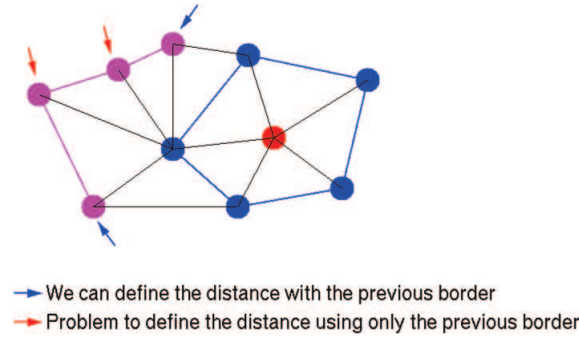 We can define the distance with the previous border
Problem to define the distance using only the previous border